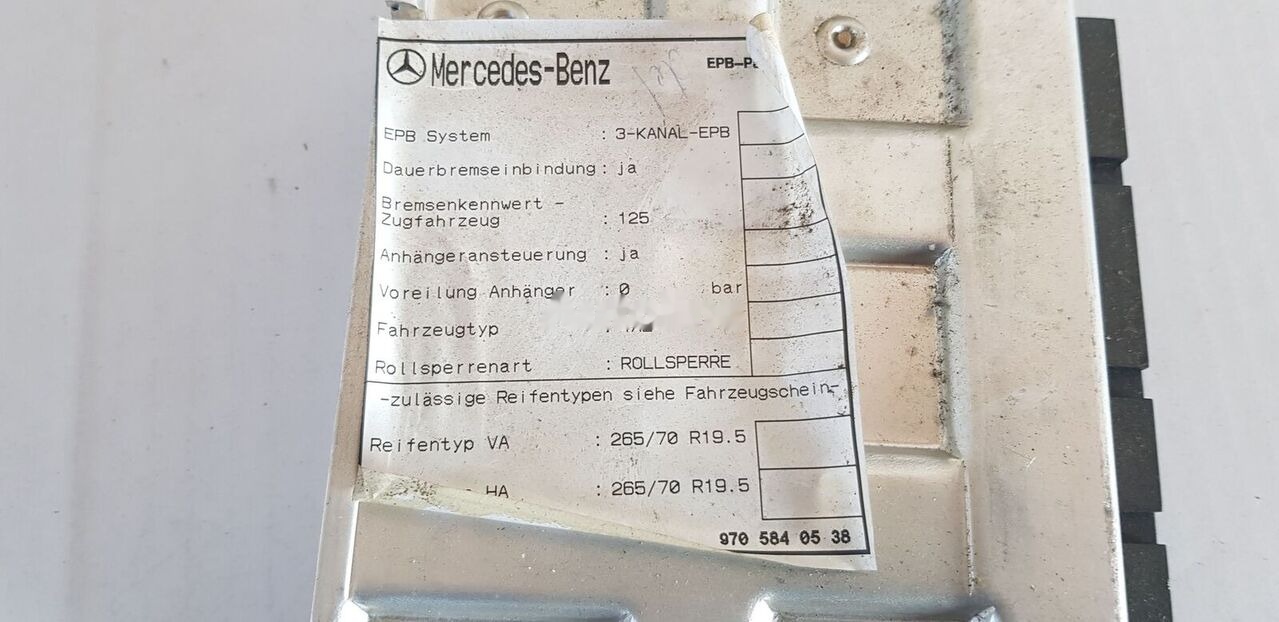 Mercedes-Benz
EPB System : 3-KANAL-EPB
Dauerbremseinbindung : ja
Bremsenkennwert -
Zugfahrzeug : 125
Anhängeransteuerung : ja
Voreilung Anhänger : 0 bar
Fahrzeugtyp :
Rollsperrenart : ROLLSPERRE
-zulässige Reifentypen siehe Fahrzeugschein-
Reifentyp VA : 265/70 R19.5
HA : 265/70 R19.5
970 584 05 38